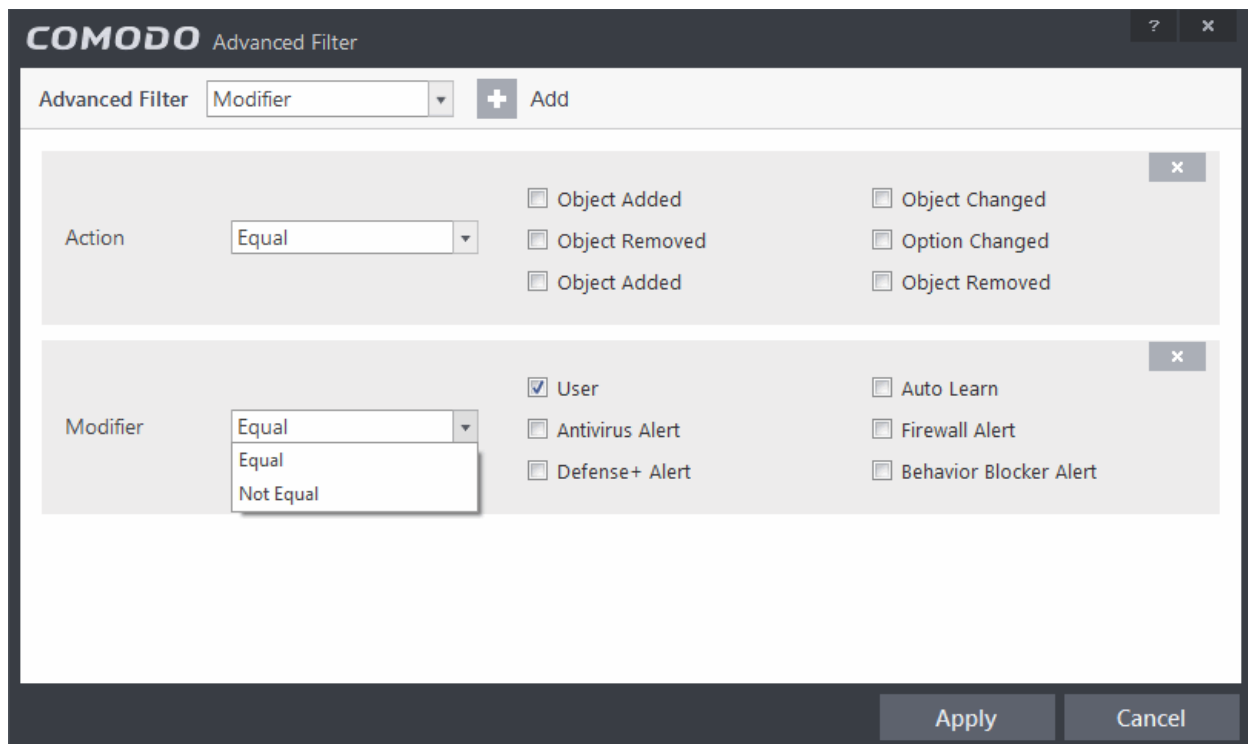 COMODO Advanced Filter ? ×
Advanced Filter Modifier + Add
Object Added Object Changed
Action Equal Object Removed Option Changed
Object Added Object Removed
User Auto Learn
Modifier Equal Antivirus Alert Firewall Alert
Equal Defense+ Alert Behavior Blocker Alert
Not Equal
Apply Cancel